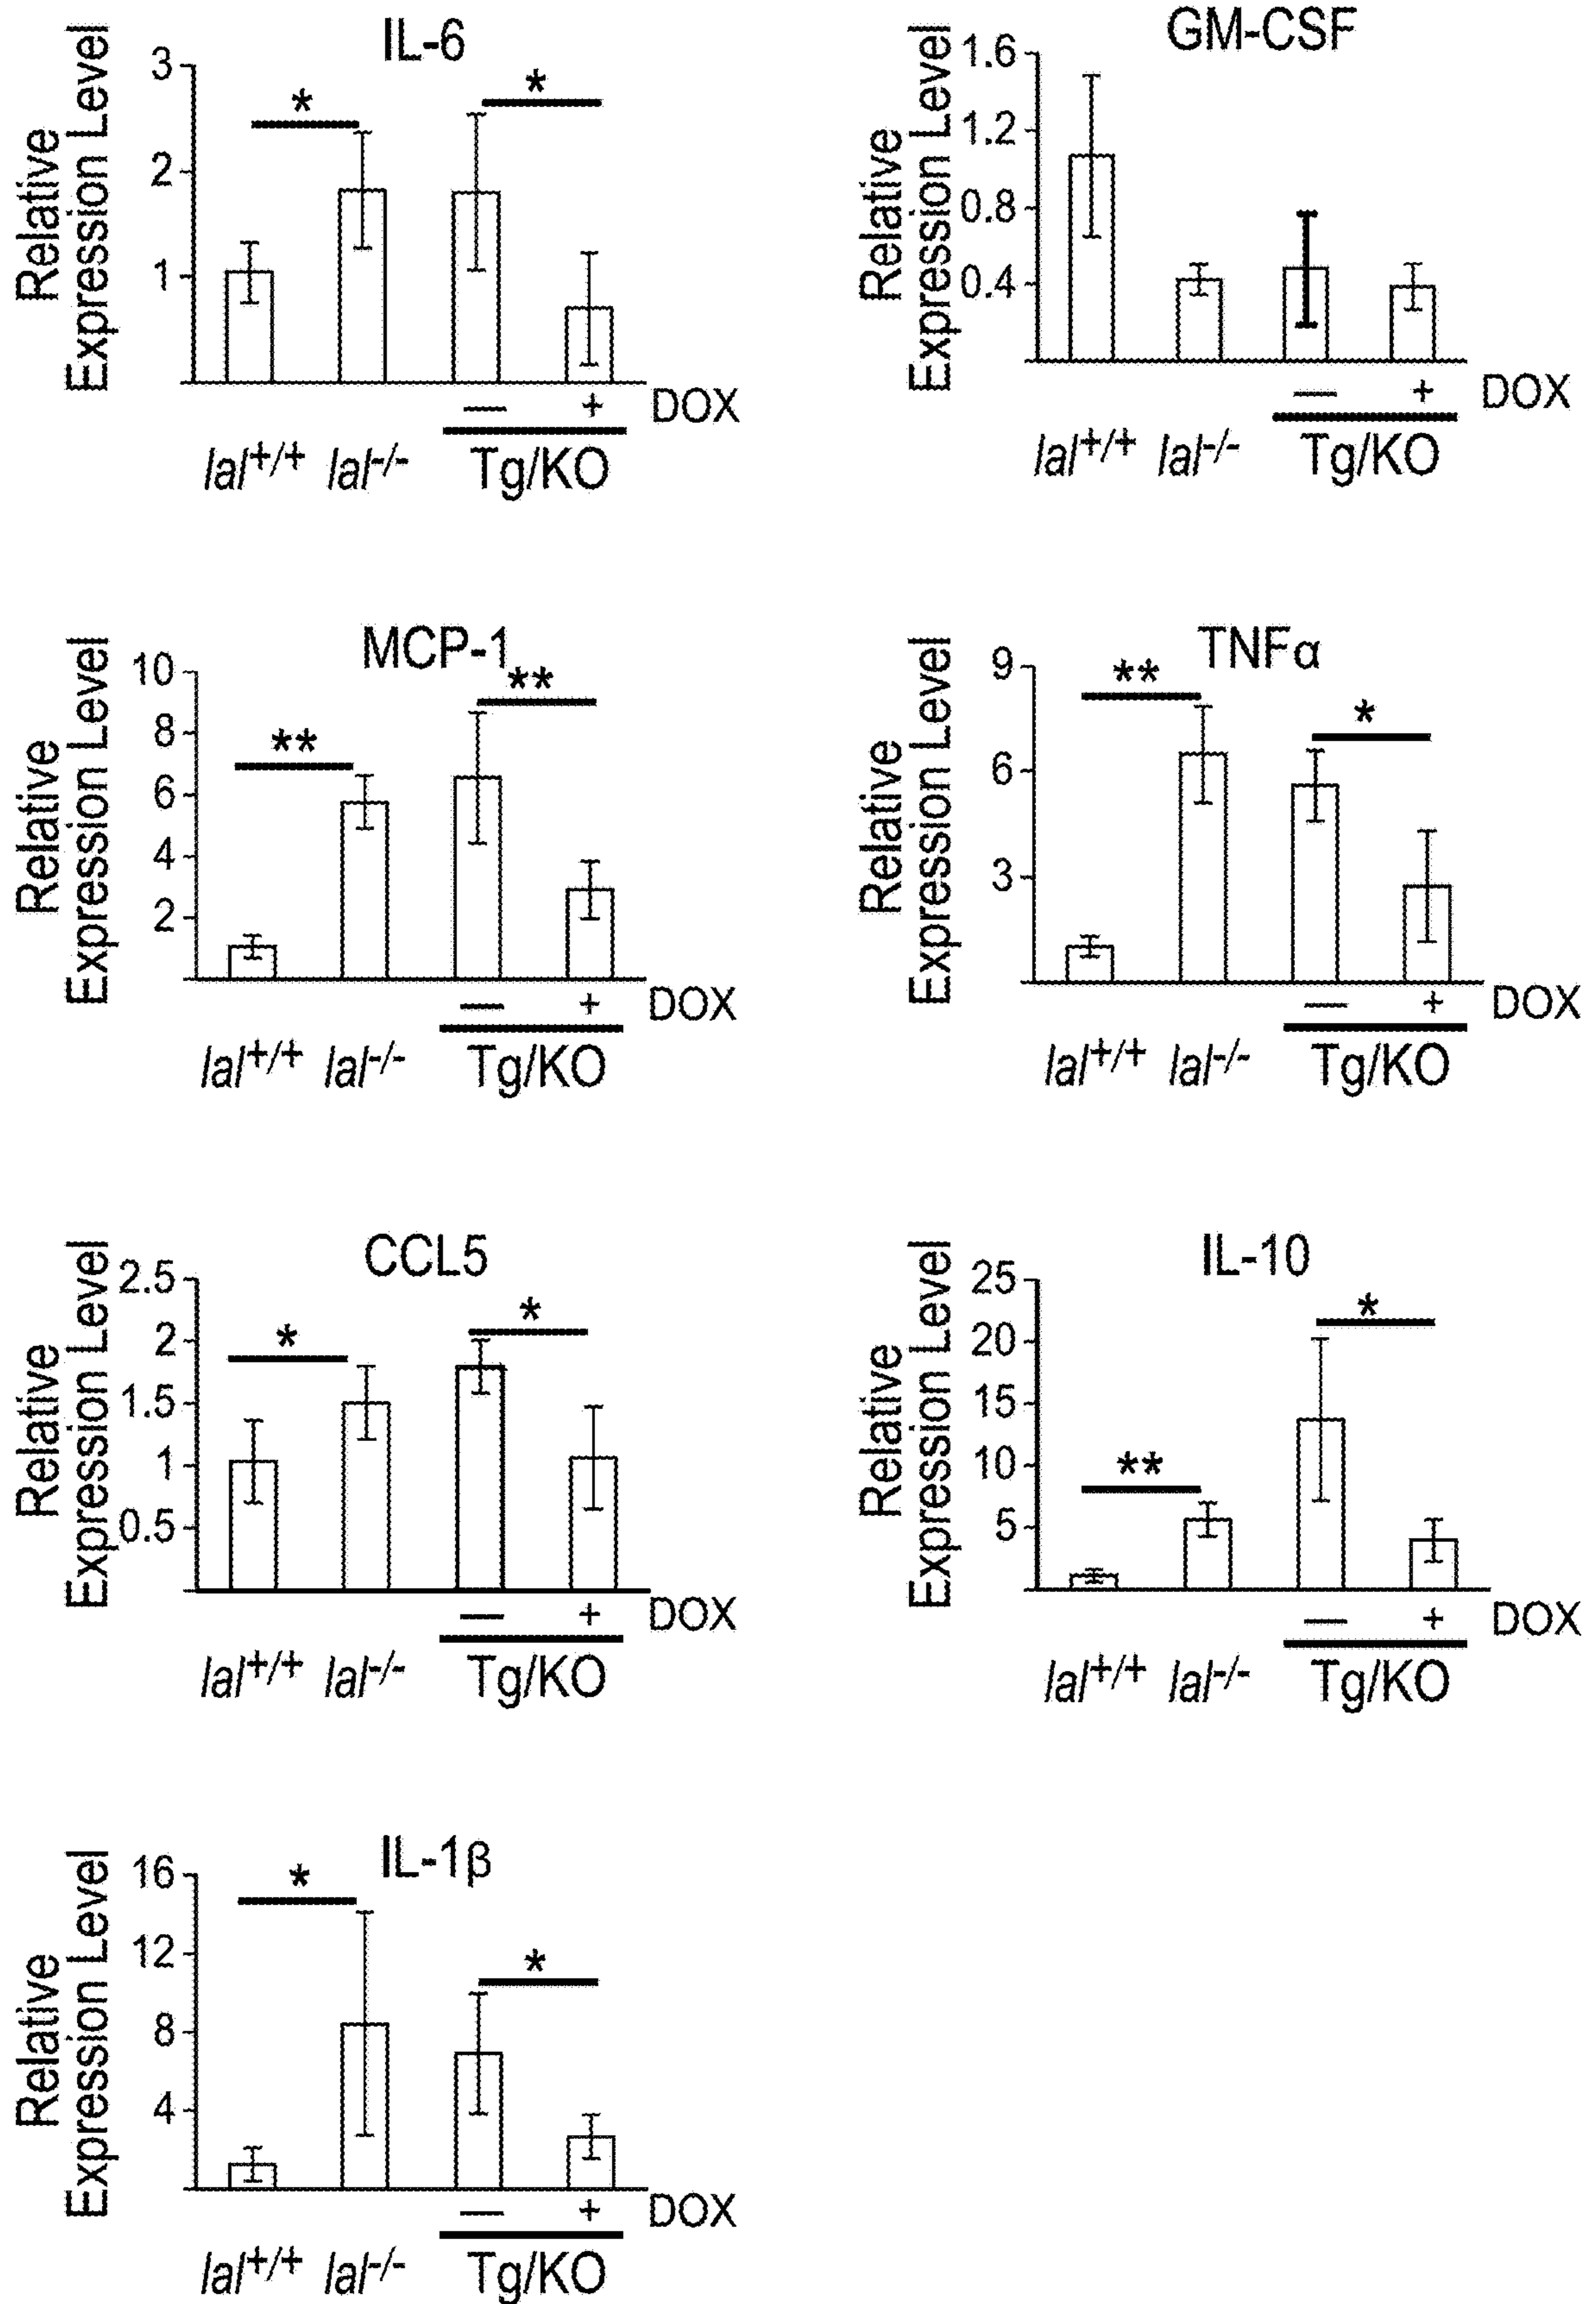 IL-6
Relative
Expression Level
3
2
1
*
*
— + DOX
lal+/+ lal-/- Tg/KO
GM-CSF
Relative
Expression Level
1.6
1.2
0.8
0.4
— + DOX
lal+/+ lal-/- Tg/KO
MCP-1
Relative
Expression Level
10
8
6
4
2
**
**
— + DOX
lal+/+ lal-/- Tg/KO
TNFα
Relative
Expression Level
9
6
3
**
*
— + DOX
lal+/+ lal-/- Tg/KO
CCL5
Relative
Expression Level
2.5
2
1.5
1
0.5
*
*
— + DOX
lal+/+ lal-/- Tg/KO
IL-10
Relative
Expression Level
25
20
15
10
5
**
*
— + DOX
lal+/+ lal-/- Tg/KO
IL-1β
Relative
Expression Level
16
12
8
4
*
*
— + DOX
lal+/+ lal-/- Tg/KO